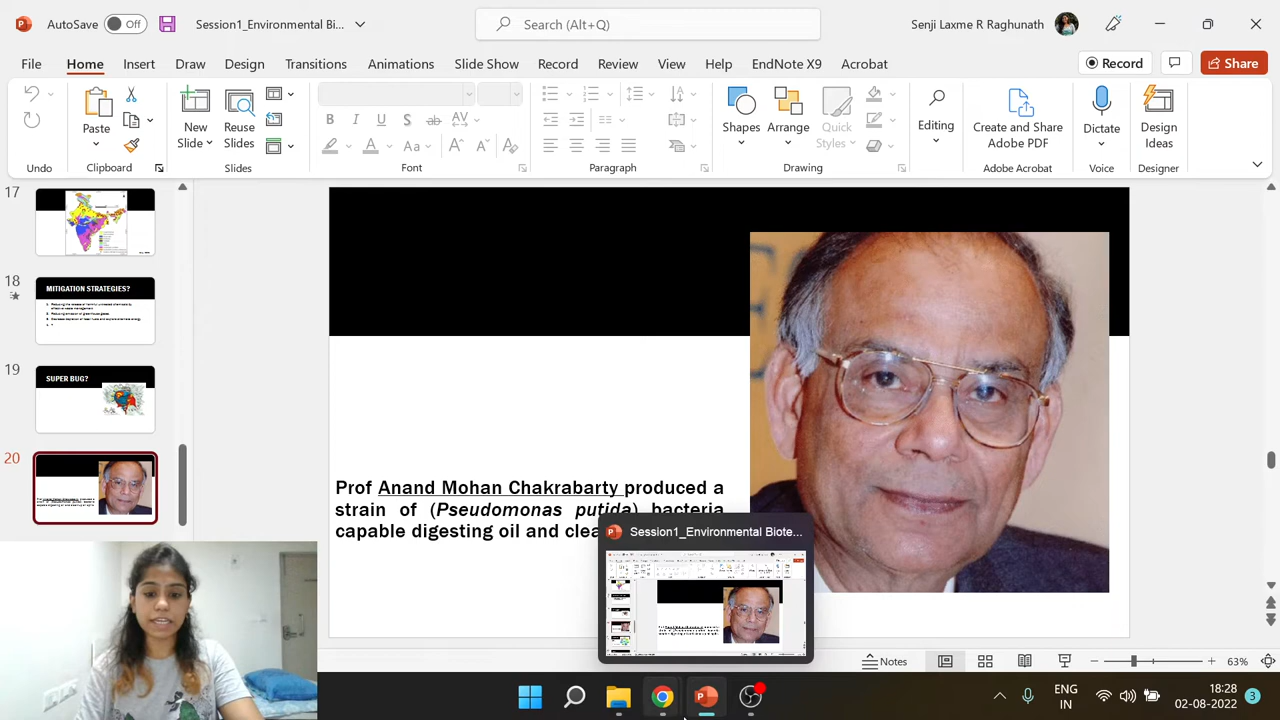 AutoSave Off Session1_Environmental Bi... Search (Alt+Q) Senji Laxme R Raghunath
File Home Insert Draw Design Transitions Animations Slide Show Record Review View Help EndNote X9 Acrobat Record Share
Paste
New Slide
Reuse Slides
Shapes
Arrange
Quick Styles
Editing
Create and Share Adobe PDF
Dictate
Design Ideas
Undo Clipboard Slides Font Paragraph Drawing Adobe Acrobat Voice Designer
17
18
MITIGATION STRATEGIES?
19
SUPER BUG?
20
Prof Anand Mohan Chakrabarty produced a
strain of (Pseudomonas putida) bacteria
capable digesting oil and clea
Session1_Environmental Biote...
Notes 63%
ENG
IN
18:28
02-08-2022
3